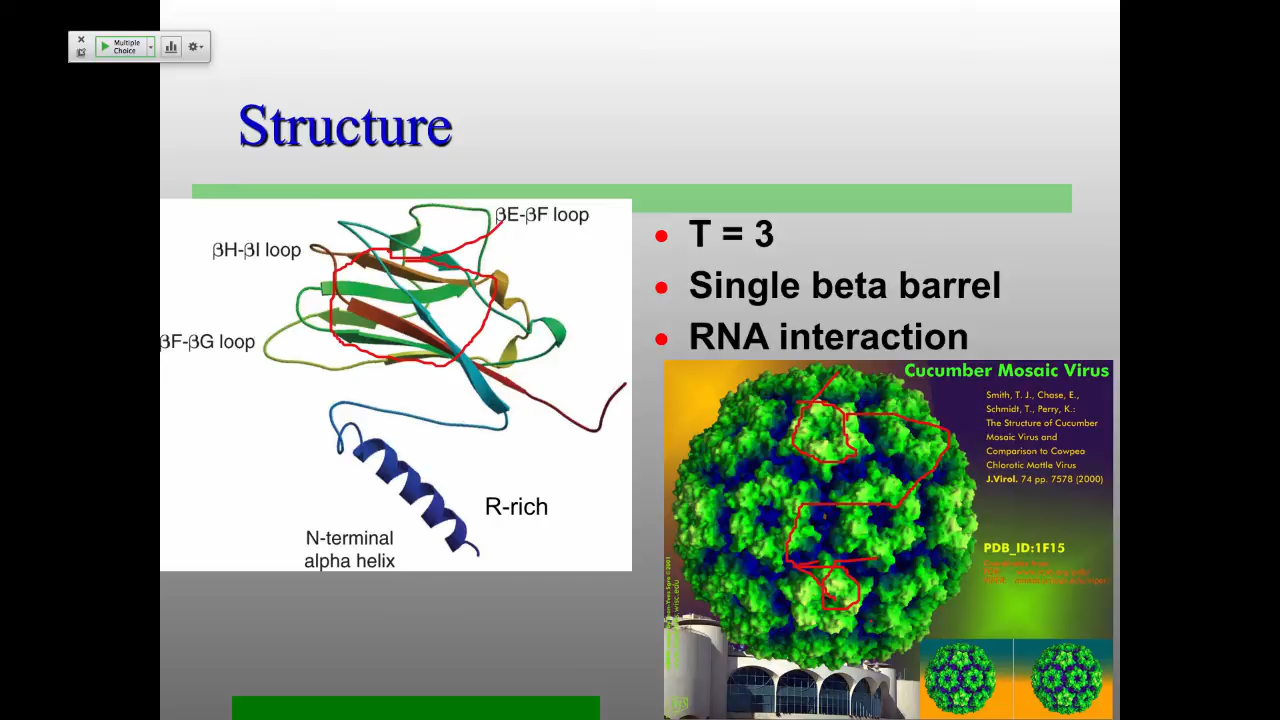 Multiple
Choice
Structure
βE-βF loop
βH-βI loop
βF-βG loop
R-rich
N-terminal
alpha helix
T = 3
Single beta barrel
RNA interaction
Cucumber Mosaic Virus
Smith, T. J., Chase, E.,
Schmidt, T., Perry, K.:
The Structure of Cucumber
Mosaic Virus and
Comparison to Cowpea
Chlorotic Mottle Virus
J.Virol. 74 pp. 7578 (2000)
PDB_ID:1F15